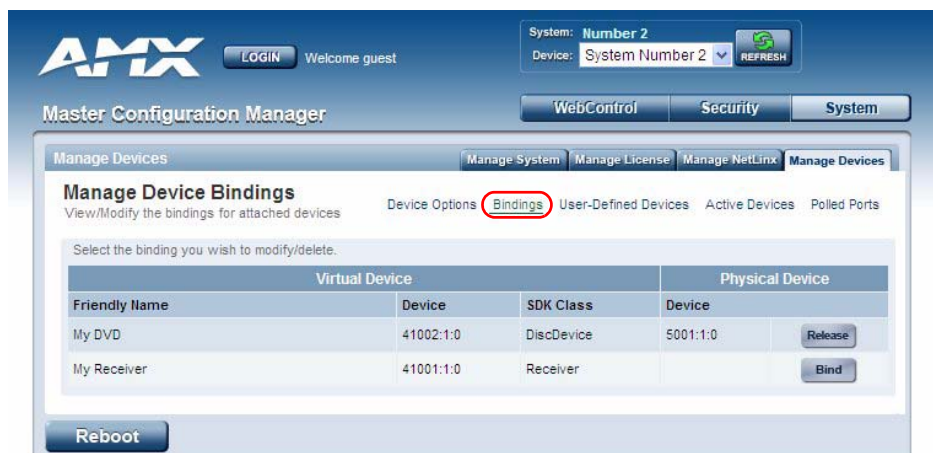 AMX
LOGIN Welcome guest
System: Number 2
Device: System Number 2 REFRESH
Master Configuration Manager
WebControl Security System
Manage Devices
Manage System Manage License Manage NetLinx Manage Devices
Manage Device Bindings
View/Modify the bindings for attached devices
Device Options Bindings User-Defined Devices Active Devices Polled Ports
Select the binding you wish to modify/delete.
Virtual Device Physical Device
Friendly Name Device SDK Class Device
My DVD 41002:1:0 DiscDevice 5001:1:0 Release
My Receiver 41001:1:0 Receiver Bind
Reboot